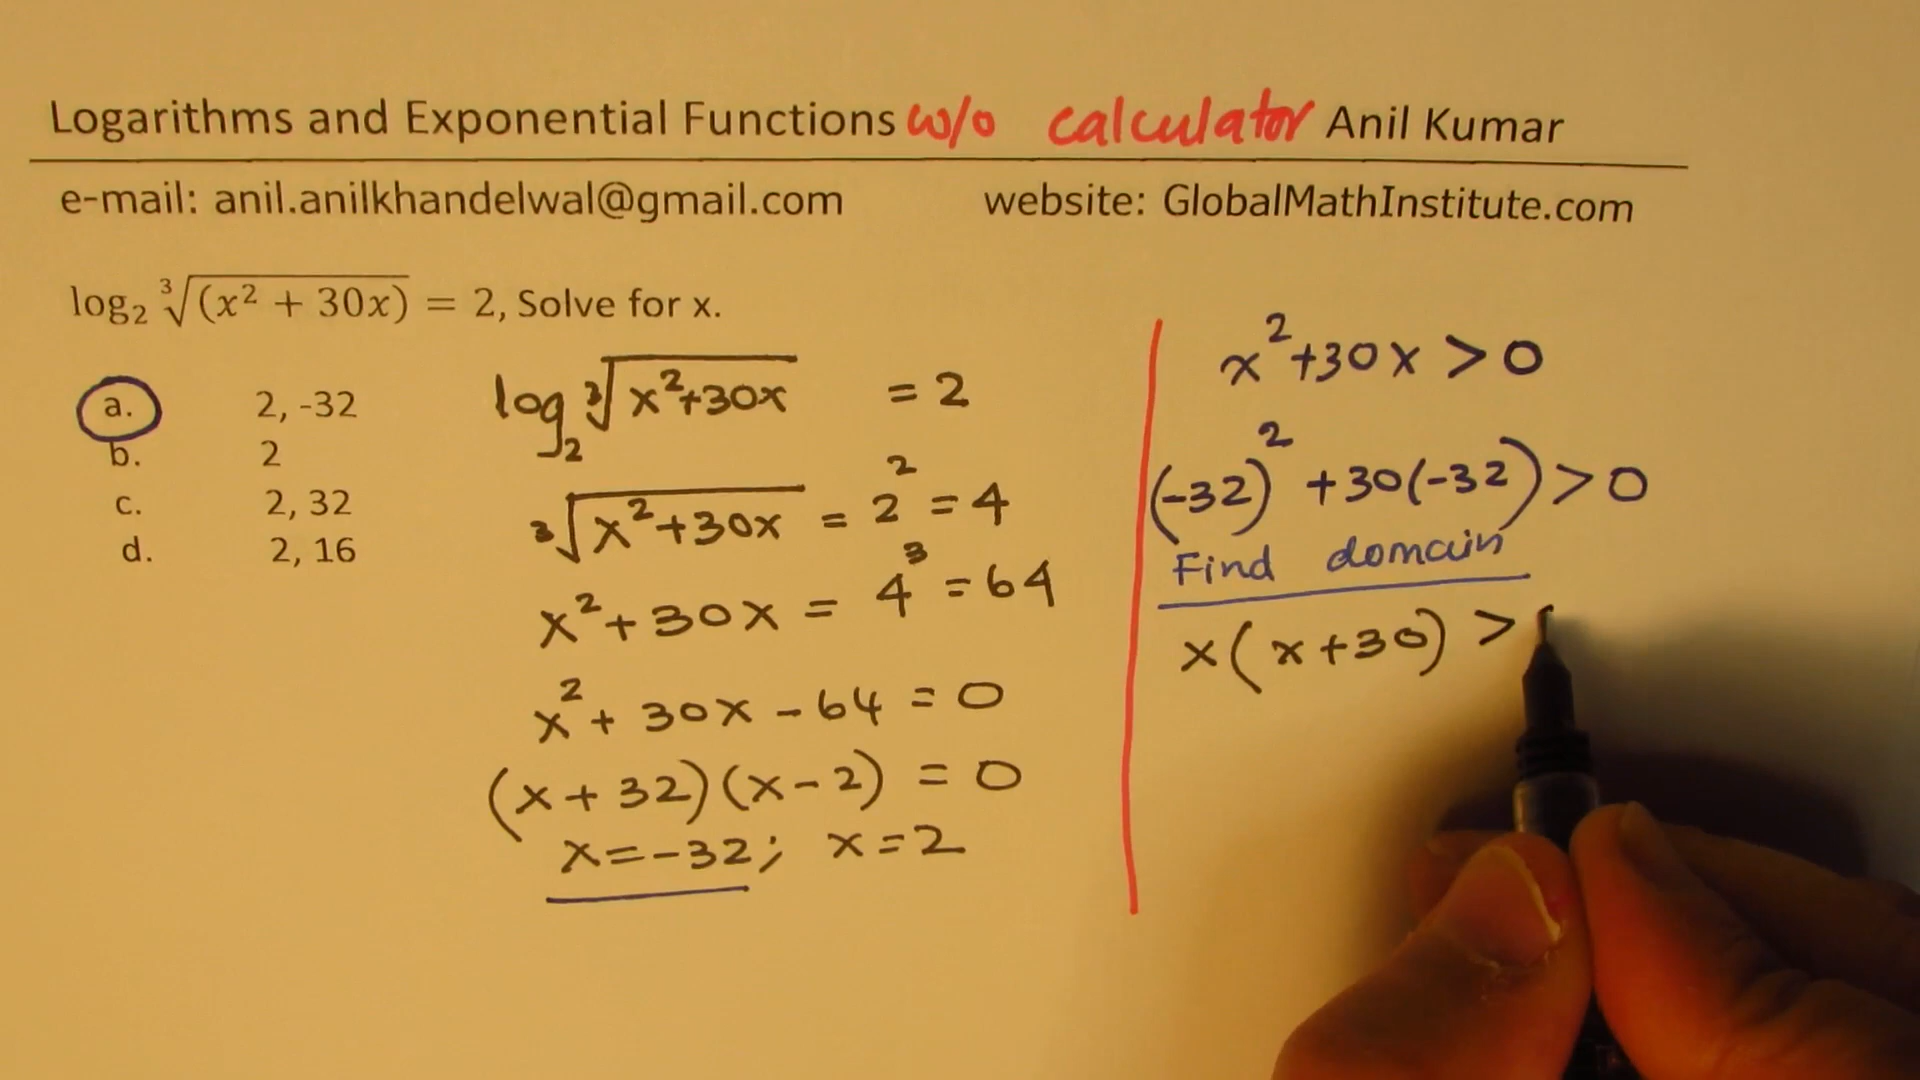 Logarithms and Exponential Functions w/o calculator Anil Kumar
e-mail: anil.anilkhandelwal@gmail.com website: GlobalMathInstitute.com
log₂ ∛(x² + 30x) = 2, Solve for x.
a. 2, -32
b. 2
c. 2, 32
d. 2, 16
log₂ ∛x²+30x = 2
∛x²+30x = 2² = 4
x² + 30x = 4³ = 64
x² + 30x - 64 = 0
(x + 32)(x - 2) = 0
x = -32; x = 2
x² + 30x > 0
(-32)² + 30(-32) > 0
Find domain
x(x + 30) >